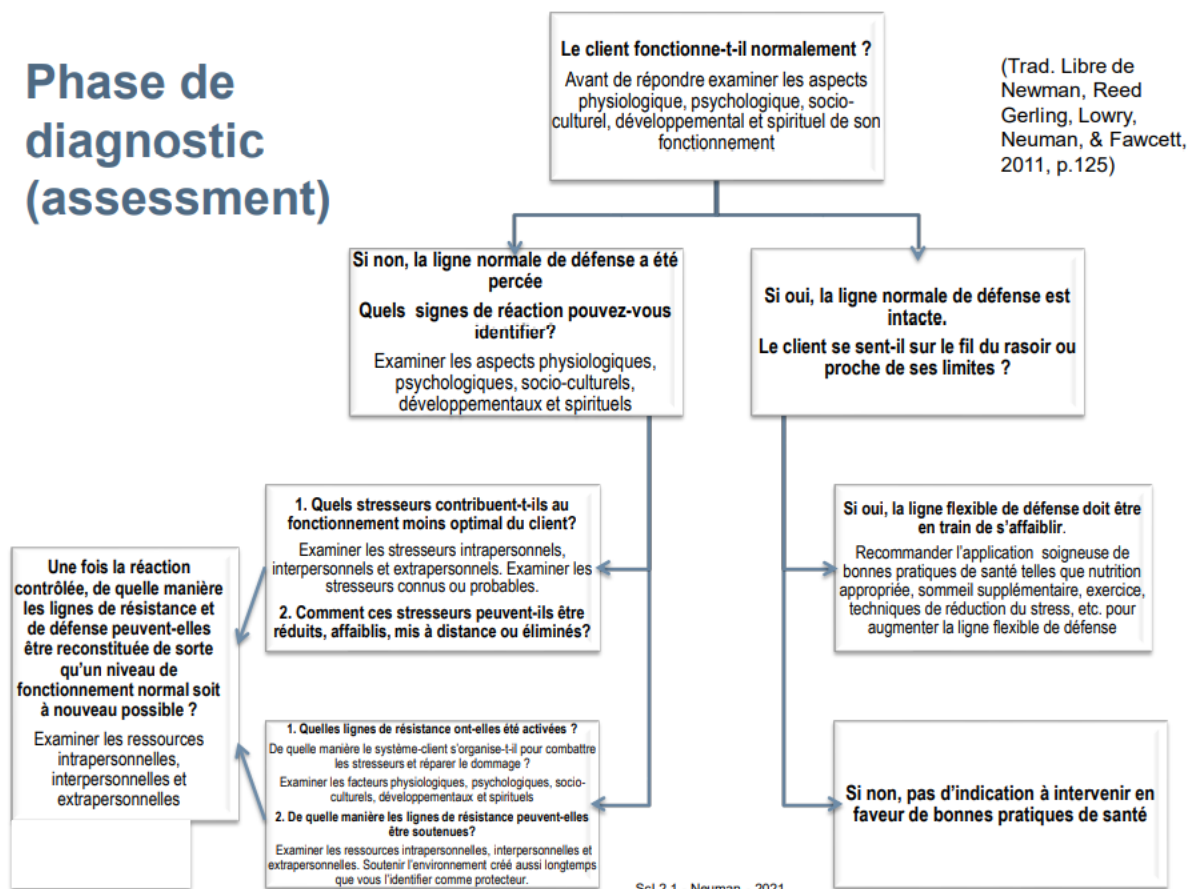 Phase de
diagnostic
(assessment)
Le client fonctionne-t-il normalement ?
Avant de répondre examiner les aspects
physiologique, psychologique, socio-
culturel, développemental et spirituel de son
fonctionnement
(Trad. Libre de
Newman, Reed
Gerling, Lowry,
Neuman, & Fawcett,
2011, p.125)
Si non, la ligne normale de défense a été
percée
Quels signes de réaction pouvez-vous
identifier?
Examiner les aspects physiologiques,
psychologiques, socio-culturels,
développementaux et spirituels
Si oui, la ligne normale de défense est
intacte.
Le client se sent-il sur le fil du rasoir ou
proche de ses limites ?
1. Quels stresseurs contribuent-t-ils au
fonctionnement moins optimal du client?
Examiner les stresseurs intrapersonnels,
interpersonnels et extrapersonnels. Examiner les
stresseurs connus ou probables.
2. Comment ces stresseurs peuvent-ils être
réduits, affaiblis, mis à distance ou éliminés?
Si oui, la ligne flexible de défense doit être
en train de s'affaiblir.
Recommander l'application soigneuse de
bonnes pratiques de santé telles que nutrition
appropriée, sommeil supplémentaire, exercice,
techniques de réduction du stress, etc. pour
augmenter la ligne flexible de défense
Une fois la réaction
contrôlée, de quelle manière
les lignes de résistance et
de défense peuvent-elles
être reconstituée de sorte
qu'un niveau de
fonctionnement normal soit
à nouveau possible ?
Examiner les ressources
intrapersonnelles,
interpersonnelles et
extrapersonnelles
1. Quelles lignes de résistance ont-elles été activées ?
De quelle manière le système-client s'organise-t-il pour combattre
les stresseurs et réparer le dommage ?
Examiner les facteurs physiologiques, psychologiques, socio-
culturels, développementaux et spirituels
2. De quelle manière les lignes de résistance peuvent-elles
être soutenues?
Examiner les ressources intrapersonnelles, interpersonnelles et
extrapersonnelles. Soutenir l'environnement créé aussi longtemps
que vous l'identifier comme protecteur.
Si non, pas d'indication à intervenir en
faveur de bonnes pratiques de santé
Neuman 2021